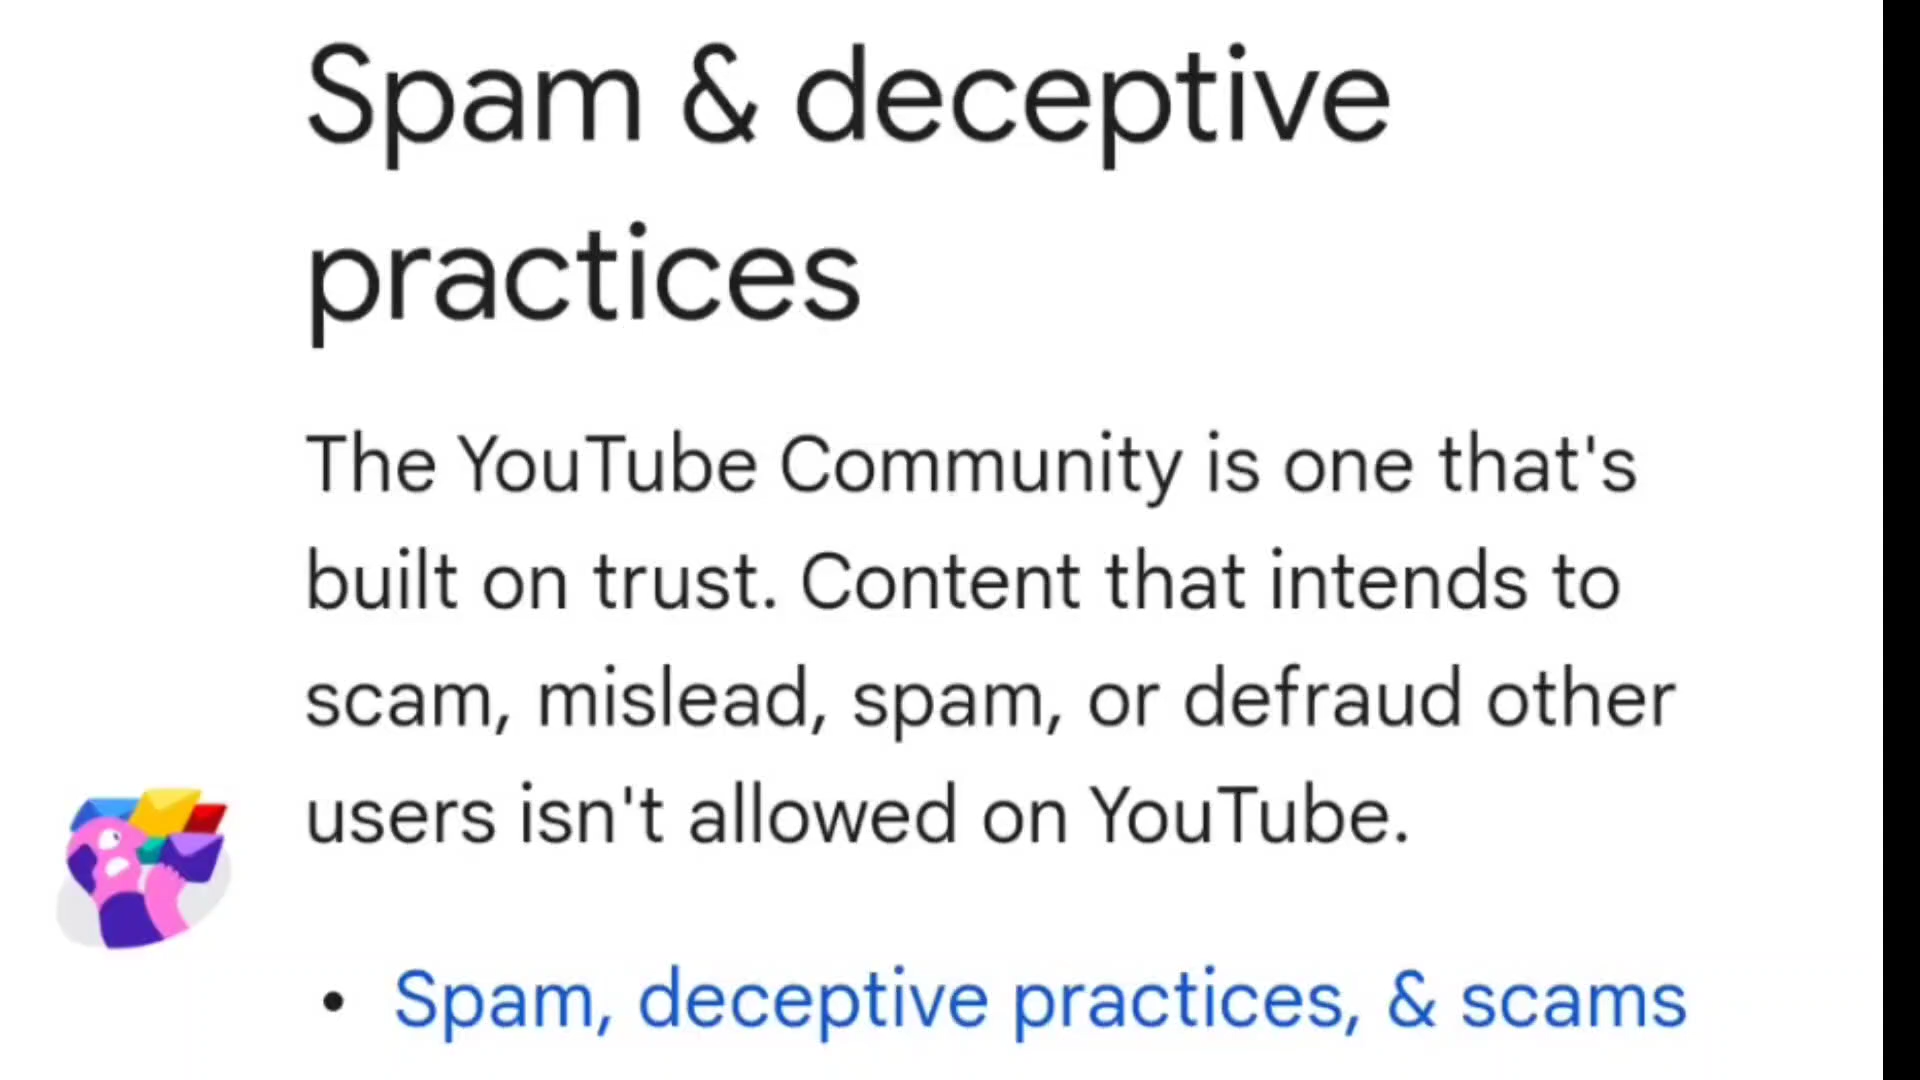 Spam & deceptive
practices
The YouTube Community is one that's
built on trust. Content that intends to
scam, mislead, spam, or defraud other
users isn't allowed on YouTube.
• Spam, deceptive practices, & scams